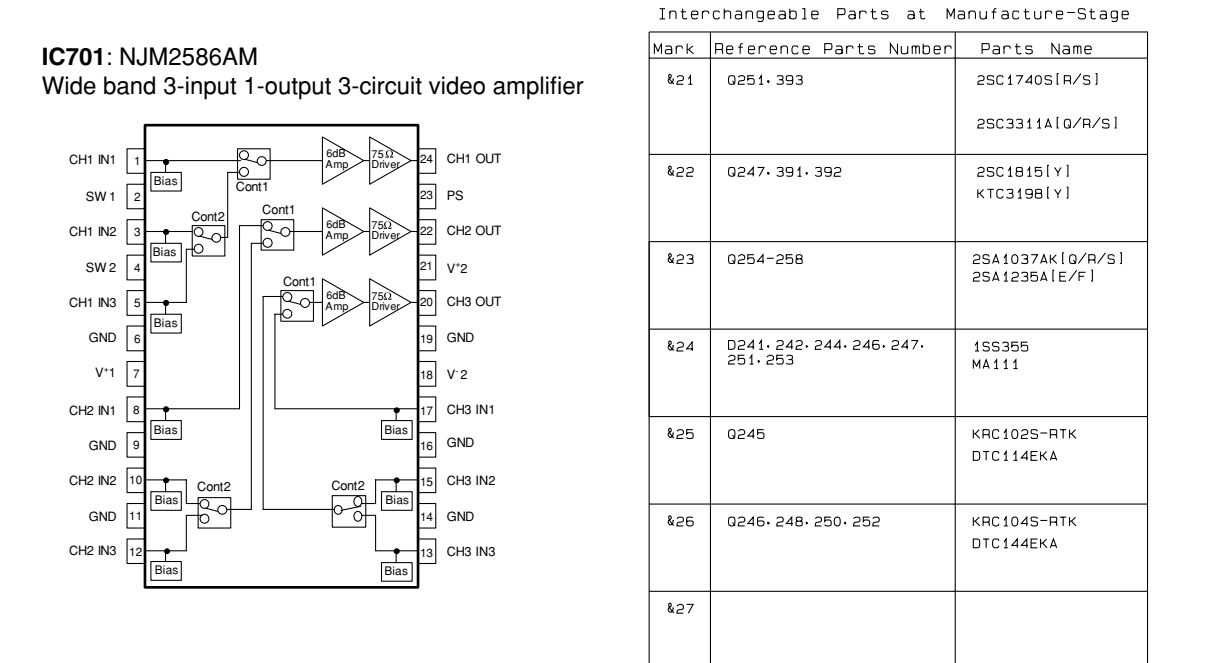 IC701: NJM2586AM
Wide band 3-input 1-output 3-circuit video amplifier
CH1 IN1 1
SW 1 2
CH1 IN2 3
SW 2 4
CH1 IN3 5
GND 6
V⁺1 7
CH2 IN1 8
GND 9
CH2 IN2 10
GND 11
CH2 IN3 12
24 CH1 OUT
23 PS
22 CH2 OUT
21 V⁺2
20 CH3 OUT
19 GND
18 V⁻2
17 CH3 IN1
16 GND
15 CH3 IN2
14 GND
13 CH3 IN3
Bias
Bias
Bias
Bias
Bias
Bias
Bias
Bias
Bias
Cont1
Cont2
Cont1
Cont1
Cont2
Cont2
6dB
Amp
75Ω
Driver
6dB
Amp
75Ω
Driver
6dB
Amp
75Ω
Driver
Interchangeable Parts at Manufacture-Stage
Mark Reference Parts Number Parts Name
&21 Q251,393 2SC1740S[R/S]
2SC3311A[Q/R/S]
&22 Q247,391,392 2SC1815[Y]
KTC3198[Y]
&23 Q254-258 2SA1037AK[Q/R/S]
2SA1235A[E/F]
&24 D241,242,244,246,247, 1SS355
251,253 MA111
&25 Q245 KRC102S-RTK
DTC114EKA
&26 Q246,248,250,252 KRC104S-RTK
DTC144EKA
&27